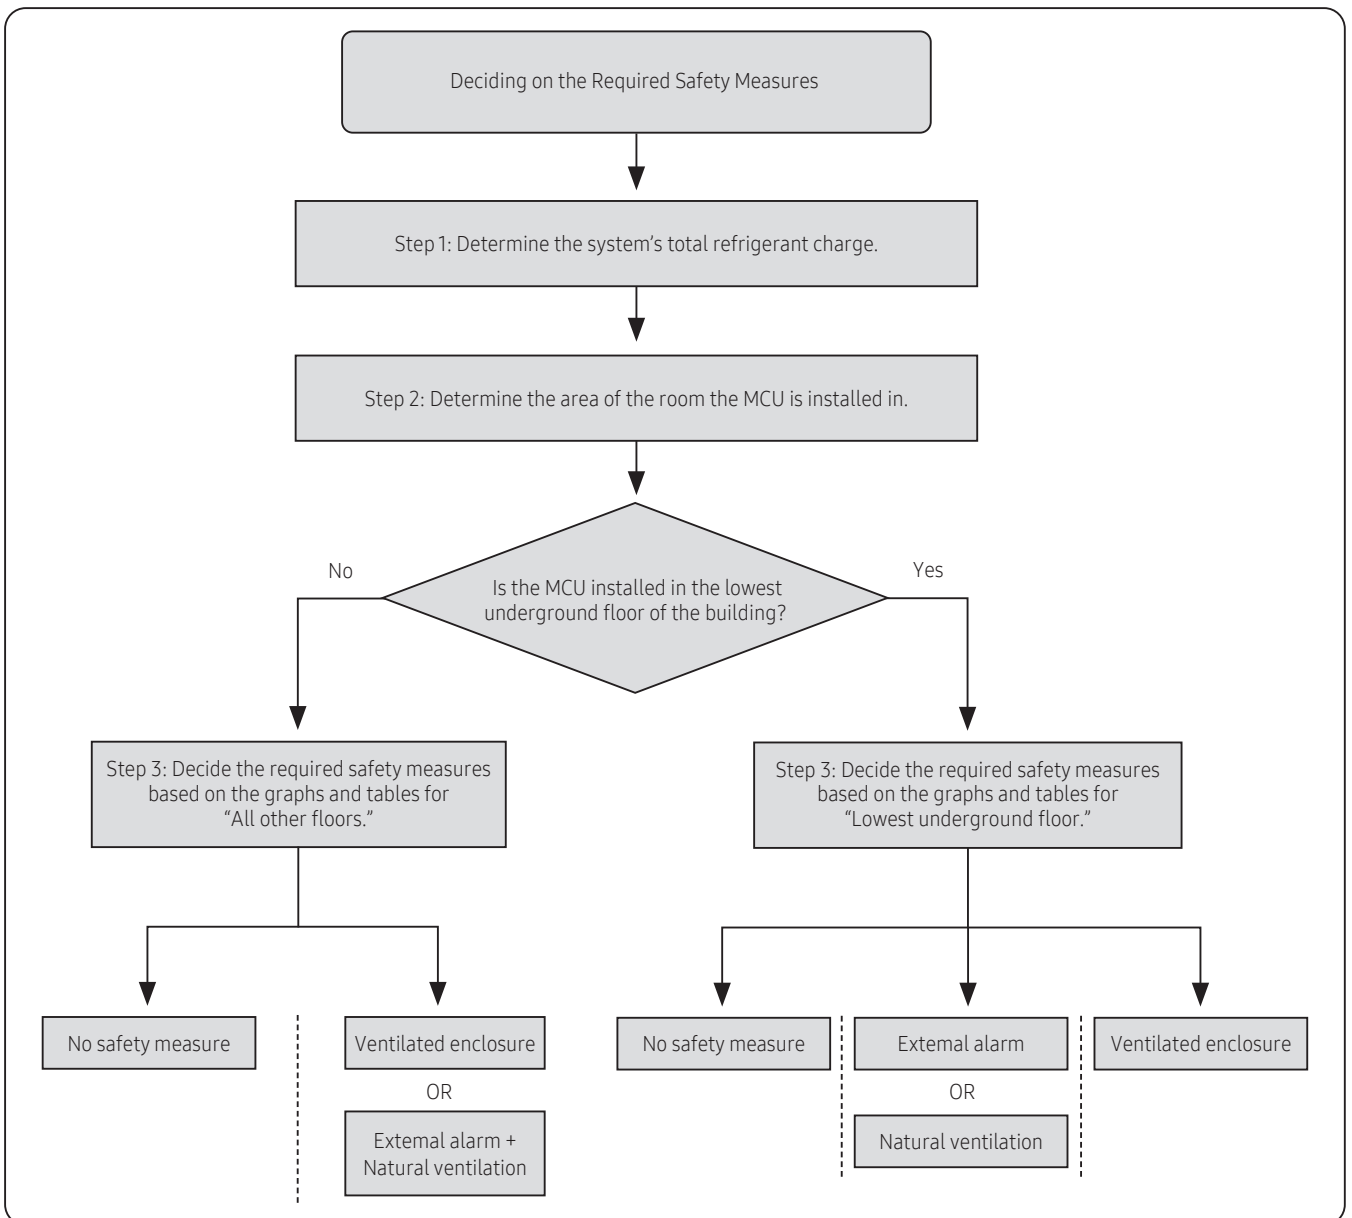 Deciding on the Required Safety Measures
Step 1: Determine the system's total refrigerant charge.
Step 2: Determine the area of the room the MCU is installed in.
No
Yes
Is the MCU installed in the lowest
underground floor of the building?
Step 3: Decide the required safety measures
based on the graphs and tables for
“All other floors.”
Step 3: Decide the required safety measures
based on the graphs and tables for
“Lowest underground floor.”
No safety measure
Ventilated enclosure
OR
Extemal alarm +
Natural ventilation
No safety measure
Extemal alarm
OR
Natural ventilation
Ventilated enclosure